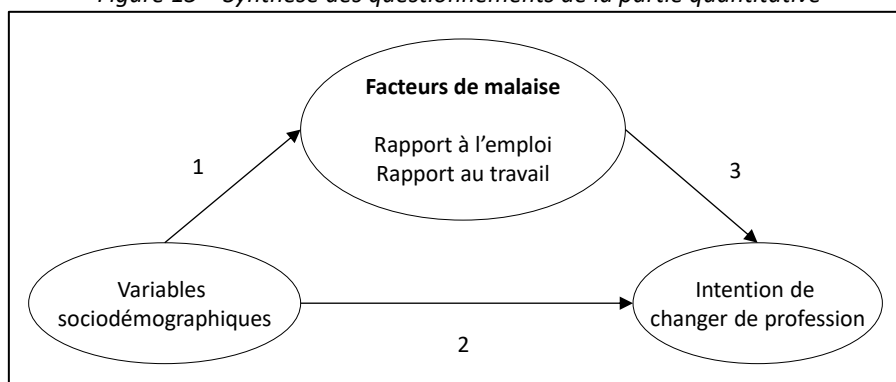 Figure 13 – Synthèse des questionnements de la partie quantitative
Facteurs de malaise
Rapport à l'emploi
Rapport au travail
1
3
Variables
sociodémographiques
Intention de
changer de profession
2